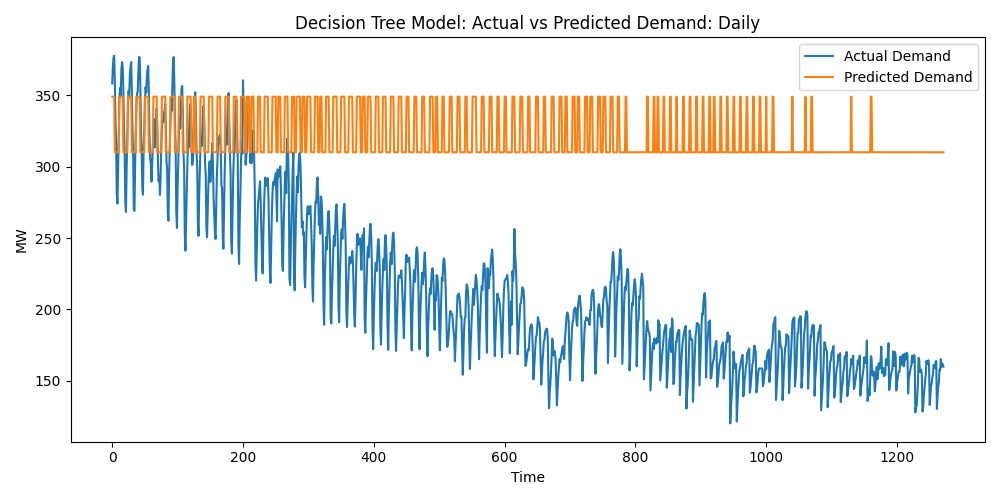 Decision Tree Model: Actual vs Predicted Demand: Daily
Actual Demand
Predicted Demand
350
300
250
200
150
MW
0 200 400 600 800 1000 1200
Time